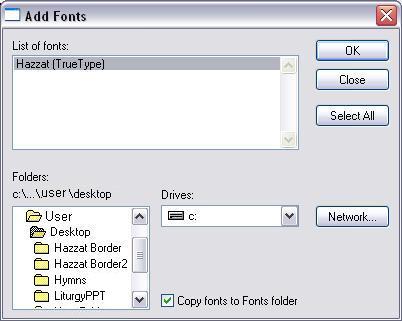 Add Fonts
List of fonts:
Hazzat (TrueType)
OK
Close
Select All
Folders:
c:\...\user\desktop
Drives:
c:
Network...
User
Desktop
Hazzat Border
Hazzat Border2
Hymns
LiturgyPPT
Copy fonts to Fonts folder